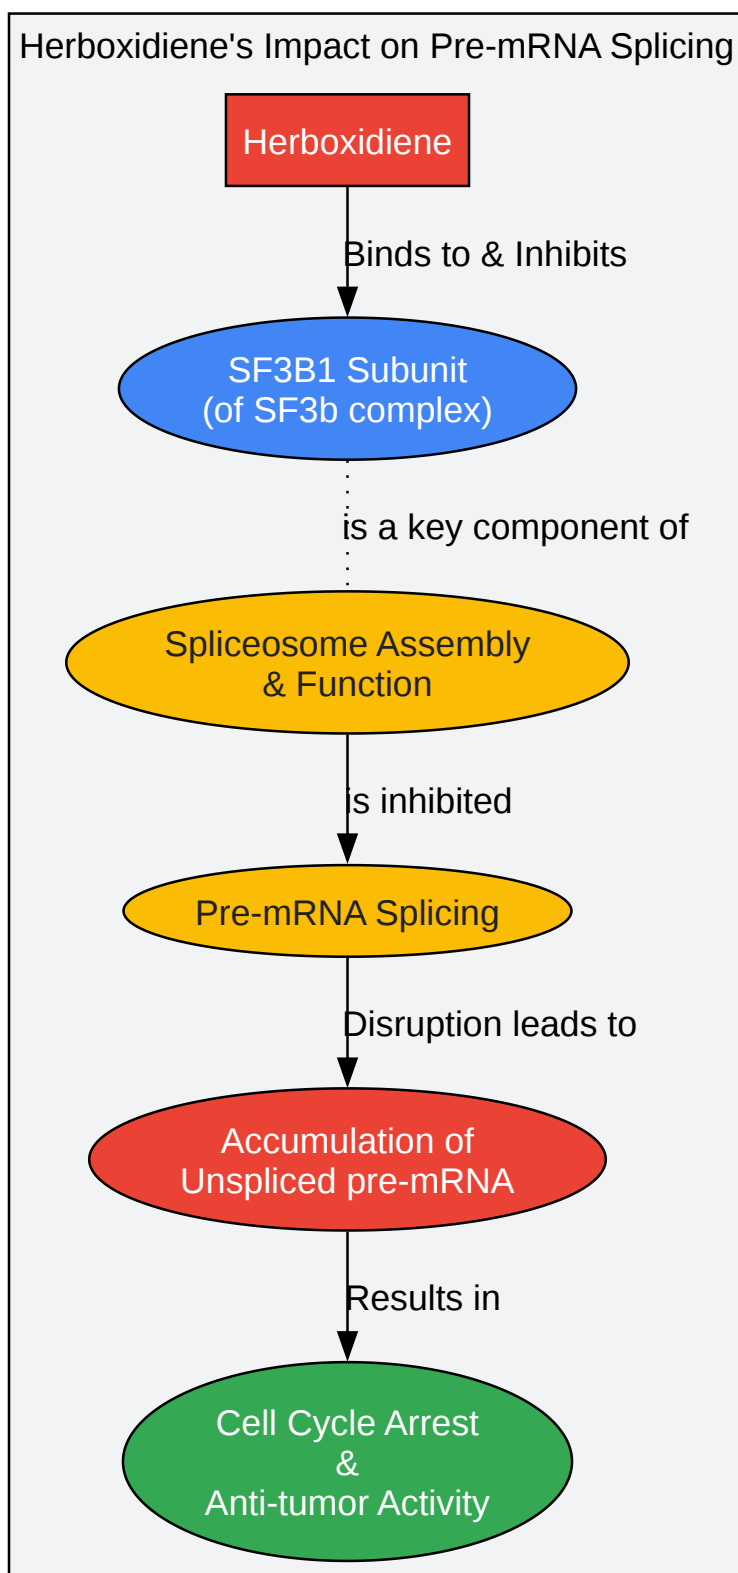 Herboxidiene's Impact on Pre-mRNA Splicing
Herboxidiene
Binds to & Inhibits
SF3B1 Subunit
(of SF3b complex)
is a key component of
Spliceosome Assembly
& Function
is inhibited
Pre-mRNA Splicing
Disruption leads to
Accumulation of
Unspliced pre-mRNA
Results in
Cell Cycle Arrest
&
Anti-tumor Activity